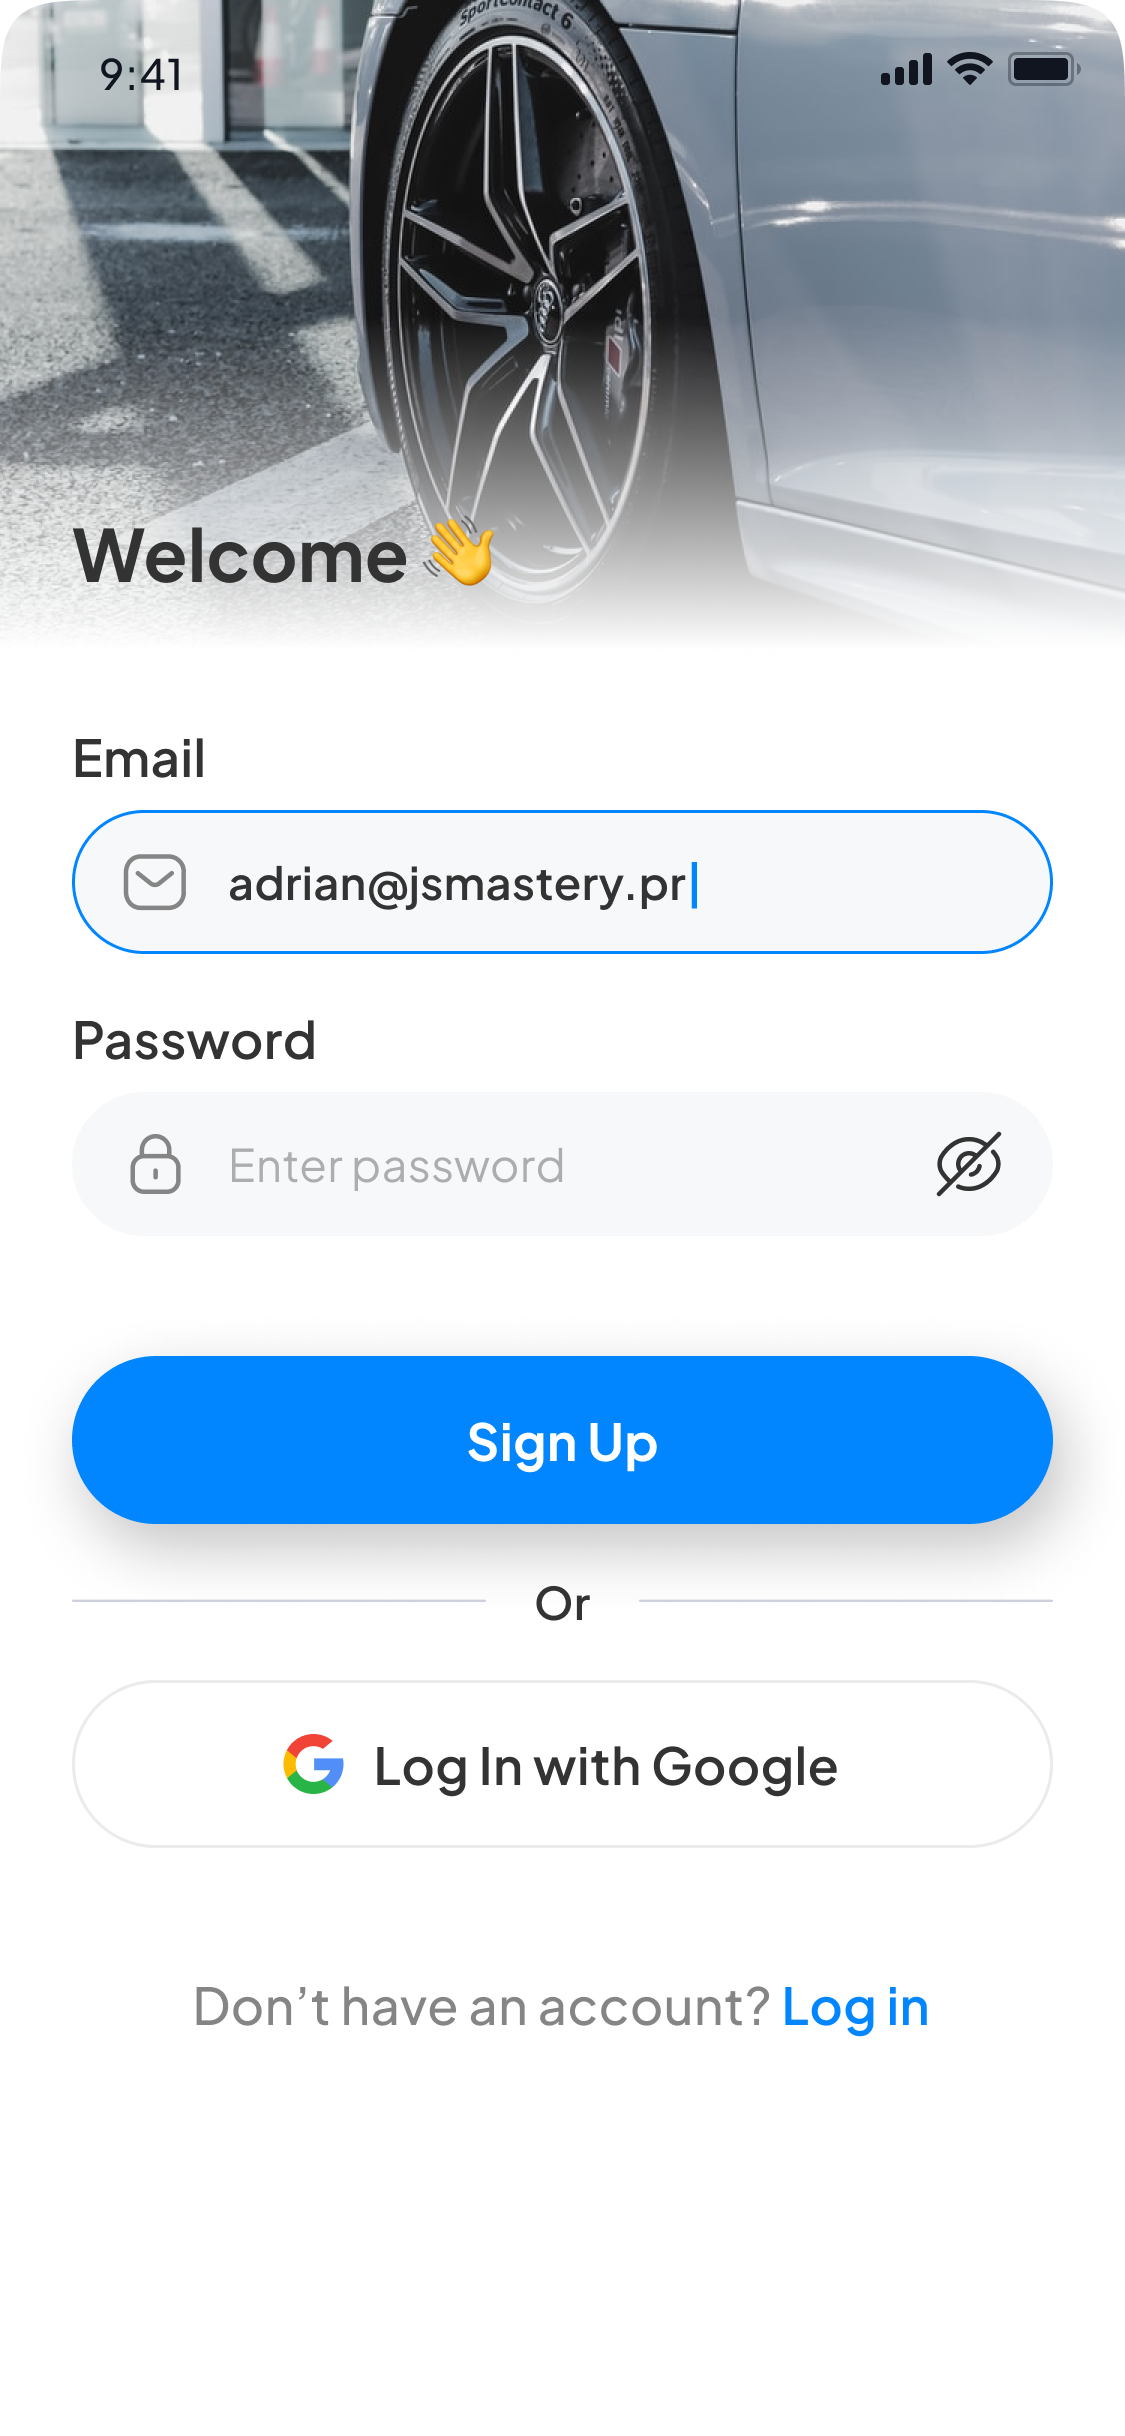 SportContact 6
9:41
Welcome 👋
Email
adrian@jsmastery.pr
Password
Enter password
Sign Up
Or
Log In with Google
Don’t have an account? Log in